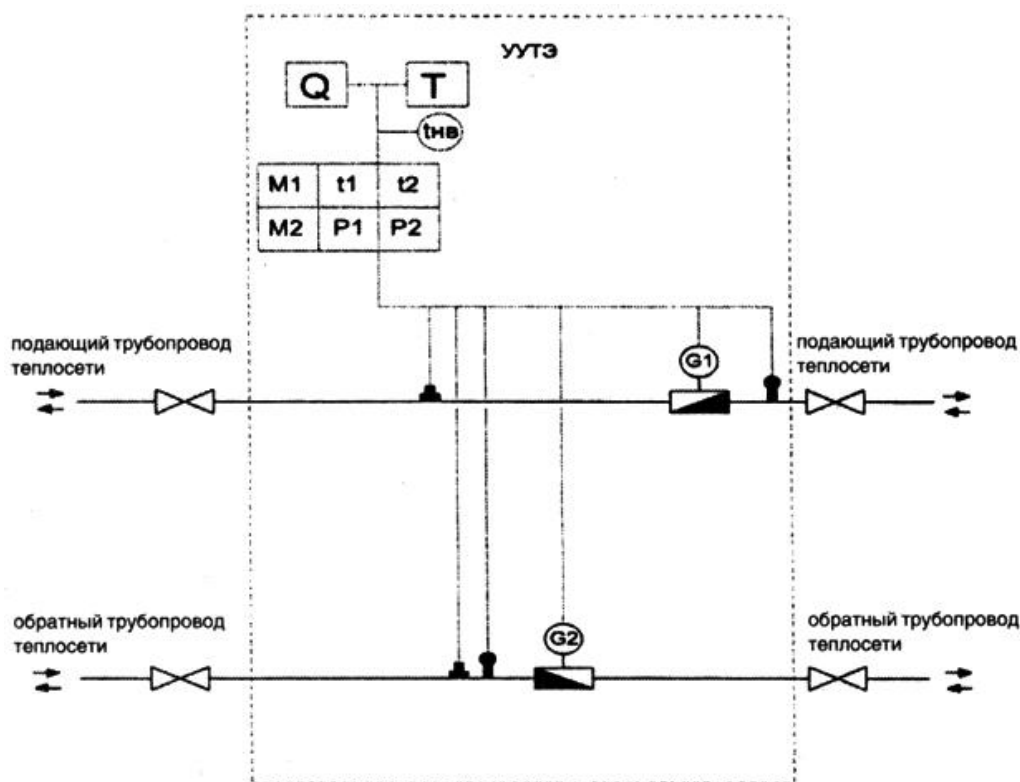 УУТЭ
Q T
tнв
M1 t1 t2
M2 P1 P2
подающий трубопровод
теплосети
подающий трубопровод
теплосети
G1
обратный трубопровод
теплосети
обратный трубопровод
теплосети
G2